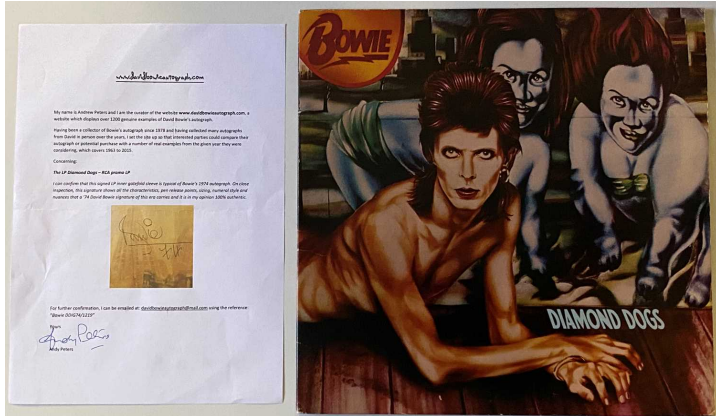 www.davidbowieautograph.com
My name is Andrew Peters and I am the curator of the website www.davidbowieautograph.com, a
website which displays over 1200 genuine examples of David Bowie's autograph.
Having been a collector of Bowie's autograph since 1978 and having collected many autographs
from David in person over the years, I set the site up so that interested parties could compare their
autograph or potential purchase with a number of real examples from the given year they were
considering, which covers 1963 to 2015.
Concerning:
The LP Diamond Dogs – RCA promo LP
I can confirm that this signed LP inner gatefold sleeve is typical of Bowie's 1974 autograph. On close
inspection, this signature shows all the characteristics, pen release points, sizing, numeral style and
nuances that a '74 David Bowie signature of this era carries and it is in my opinion 100% authentic.
Bowie
For further confirmation, I can be emailed at: davidbowieautograph@mail.com using the reference
"Bowie DDIG74/1219"
Yours
Andy Peters
Andy Peters
BOWIE
DIAMOND DOGS